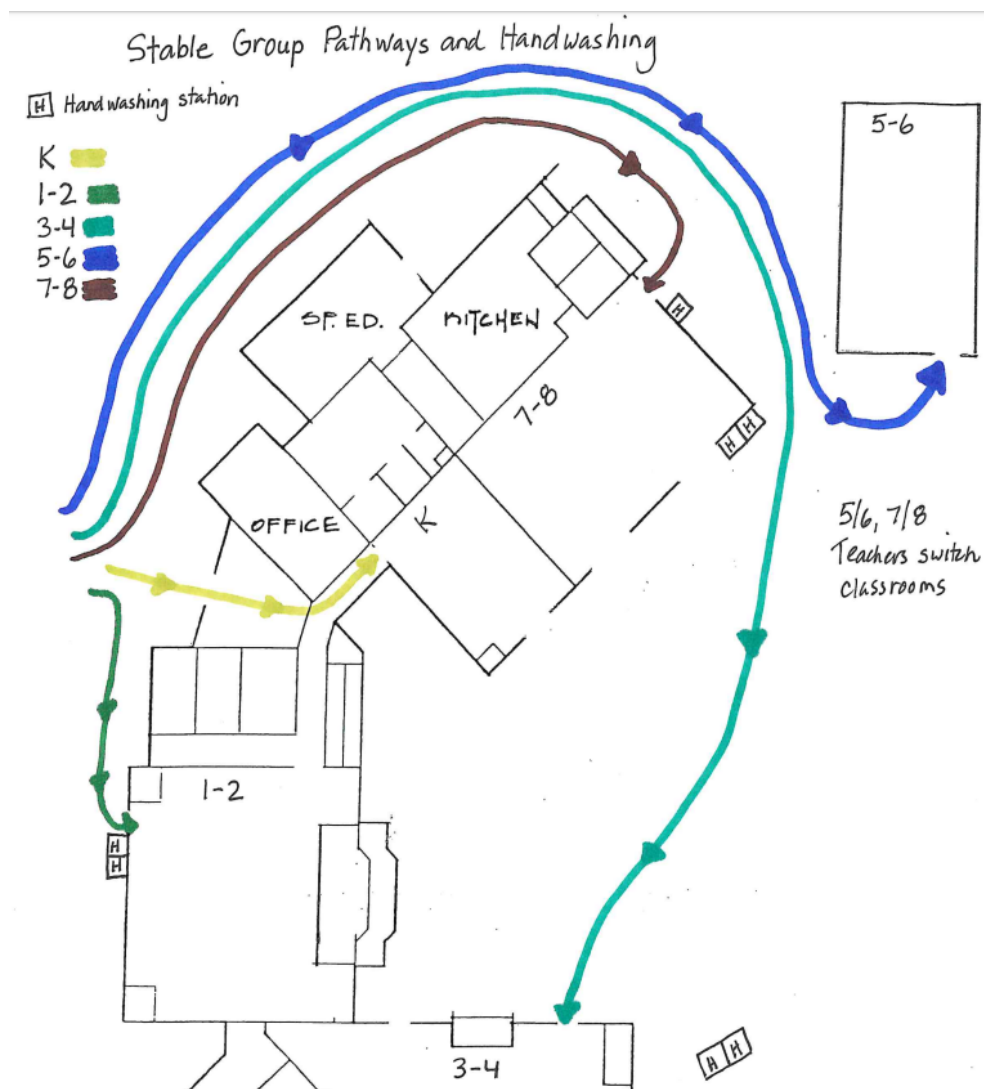 Stable Group Pathways and Handwashing
H Handwashing station
K
1-2
3-4
5-6
7-8
5-6
SP. ED.
KITCHEN
H
7-8
H H
OFFICE
K
5/6, 7/8
Teachers switch
classrooms
1-2
H
H
3-4
H H